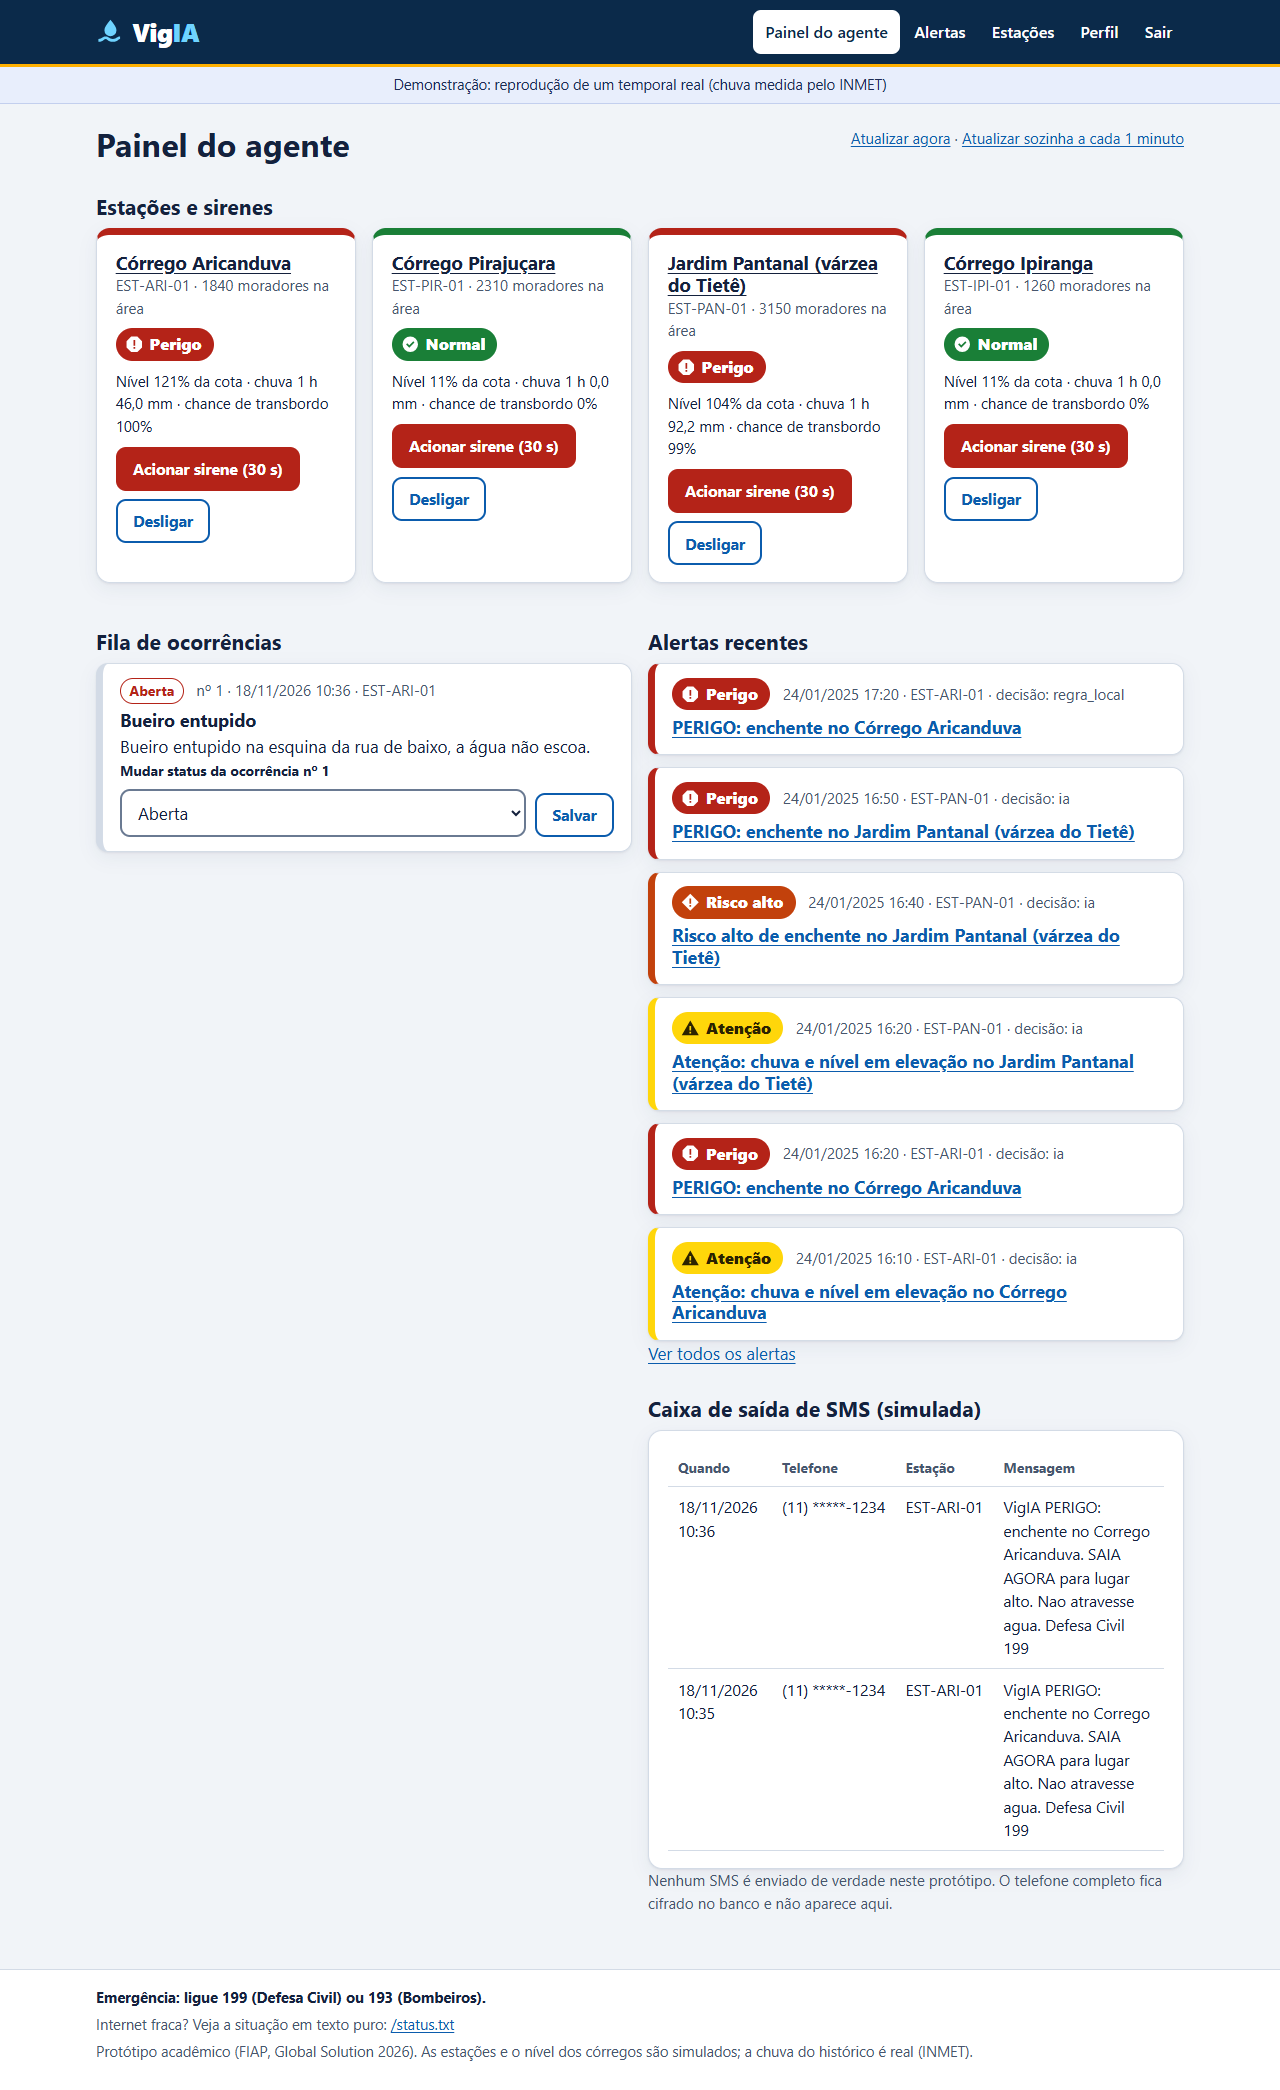 VigIA
Painel do agente
Alertas
Estações
Perfil
Sair
Demonstração: reprodução de um temporal real (chuva medida pelo INMET)
Painel do agente
Atualizar agora · Atualizar sozinha a cada 1 minuto
Estações e sirenes
Córrego Aricanduva
EST-ARI-01 · 1840 moradores na
área
Perigo
Nível 121% da cota · chuva 1 h
46,0 mm · chance de transbordo
100%
Acionar sirene (30 s)
Desligar
Córrego Pirajuçara
EST-PIR-01 · 2310 moradores na
área
Normal
Nível 11% da cota · chuva 1 h 0,0
mm · chance de transbordo 0%
Acionar sirene (30 s)
Desligar
Jardim Pantanal (várzea
do Tietê)
EST-PAN-01 · 3150 moradores na
área
Perigo
Nível 104% da cota · chuva 1 h
92,2 mm · chance de transbordo
99%
Acionar sirene (30 s)
Desligar
Córrego Ipiranga
EST-IPI-01 · 1260 moradores na
área
Normal
Nível 11% da cota · chuva 1 h 0,0
mm · chance de transbordo 0%
Acionar sirene (30 s)
Desligar
Fila de ocorrências
Aberta nº 1 · 18/11/2026 10:36 · EST-ARI-01
Bueiro entupido
Bueiro entupido na esquina da rua de baixo, a água não escoa.
Mudar status da ocorrência nº 1
Aberta
Salvar
Alertas recentes
Perigo 24/01/2025 17:20 · EST-ARI-01 · decisão: regra_local
PERIGO: enchente no Córrego Aricanduva
Perigo 24/01/2025 16:50 · EST-PAN-01 · decisão: ia
PERIGO: enchente no Jardim Pantanal (várzea do Tietê)
Risco alto 24/01/2025 16:40 · EST-PAN-01 · decisão: ia
Risco alto de enchente no Jardim Pantanal (várzea do
Tietê)
Atenção 24/01/2025 16:20 · EST-PAN-01 · decisão: ia
Atenção: chuva e nível em elevação no Jardim Pantanal
(várzea do Tietê)
Perigo 24/01/2025 16:20 · EST-ARI-01 · decisão: ia
PERIGO: enchente no Córrego Aricanduva
Atenção 24/01/2025 16:10 · EST-ARI-01 · decisão: ia
Atenção: chuva e nível em elevação no Córrego
Aricanduva
Ver todos os alertas
Caixa de saída de SMS (simulada)
Quando Telefone Estação Mensagem
18/11/2026 (11) *****-1234 EST-ARI-01 VigIA PERIGO:
10:36 enchente no Corrego
Aricanduva. SAIA
AGORA para lugar
alto. Nao atravesse
agua. Defesa Civil
199
18/11/2026 (11) *****-1234 EST-ARI-01 VigIA PERIGO:
10:35 enchente no Corrego
Aricanduva. SAIA
AGORA para lugar
alto. Nao atravesse
agua. Defesa Civil
199
Nenhum SMS é enviado de verdade neste protótipo. O telefone completo fica
cifrado no banco e não aparece aqui.
Emergência: ligue 199 (Defesa Civil) ou 193 (Bombeiros).
Internet fraca? Veja a situação em texto puro: /status.txt
Protótipo acadêmico (FIAP, Global Solution 2026). As estações e o nível dos córregos são simulados; a chuva do histórico é real (INMET).